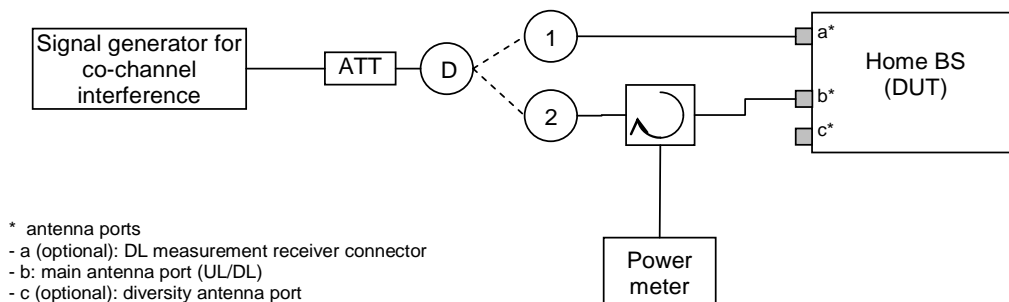 Signal generator for
co-channel
interference
ATT
D
1
2
a*
b*
c*
Home BS
(DUT)
Power
meter
* antenna ports
- a (optional): DL measurement receiver connector
- b: main antenna port (UL/DL)
- c (optional): diversity antenna port